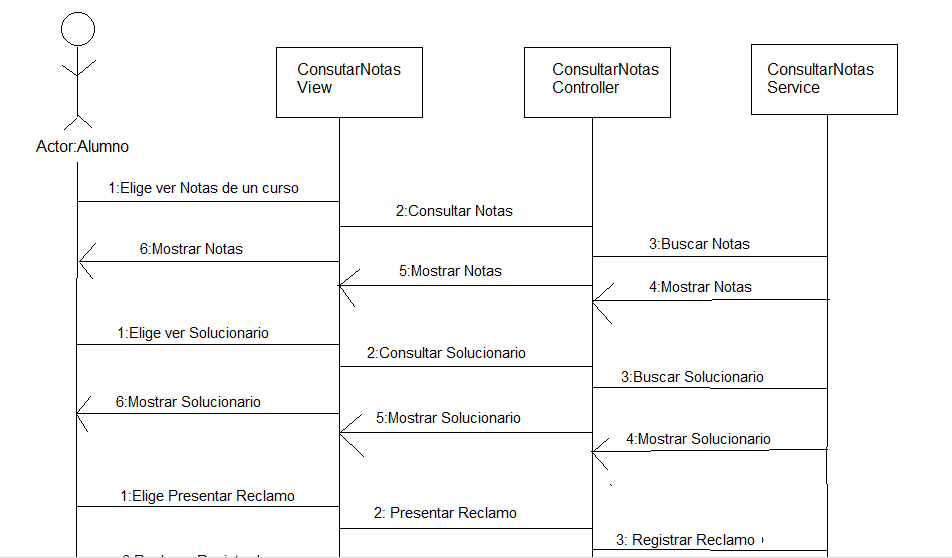 ConsutarNotas
View
ConsultarNotas
Controller
ConsultarNotas
Service
Actor:Alumno
1:Elige ver Notas de un curso
2:Consultar Notas
3:Buscar Notas
6:Mostrar Notas
5:Mostrar Notas
4:Mostrar Notas
1:Elige ver Solucionario
2:Consultar Solucionario
3:Buscar Solucionario
6:Mostrar Solucionario
5:Mostrar Solucionario
4:Mostrar Solucionario
1:Elige Presentar Reclamo
2: Presentar Reclamo
3: Registrar Reclamo